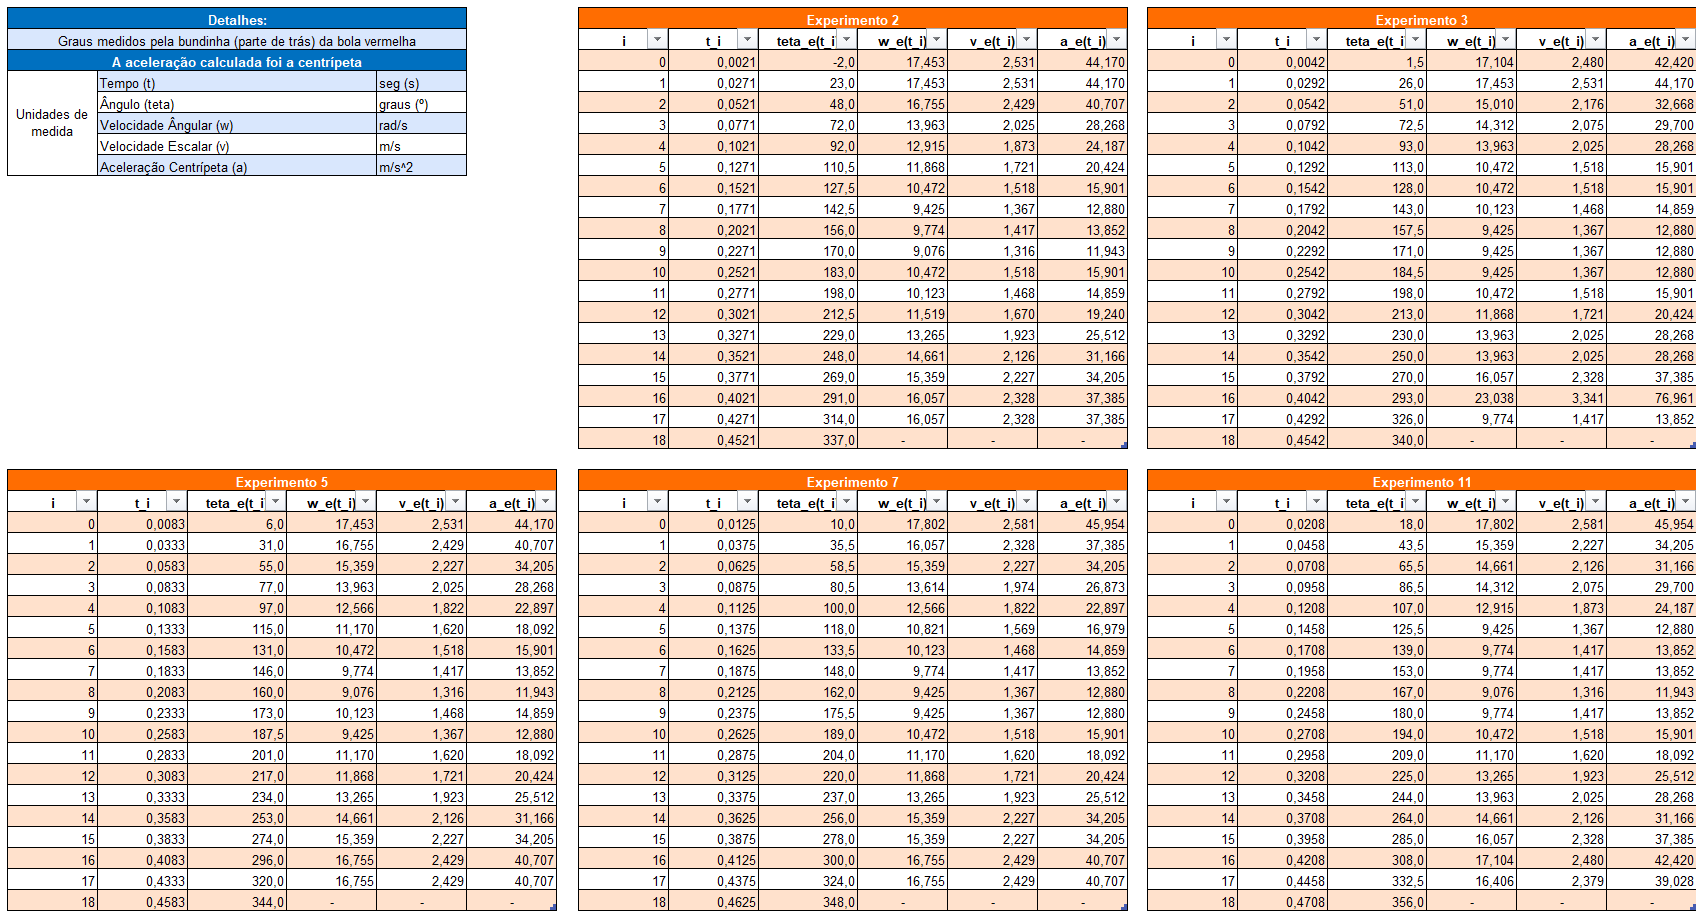 Detalhes:
Graus medidos pela bundinha (parte de trás) da bola vermelha
A aceleração calculada foi a centrípeta
Unidades de medida
Tempo (t) seg (s)
Ângulo (teta) graus (º)
Velocidade Ângular (w) rad/s
Velocidade Escalar (v) m/s
Aceleração Centrípeta (a) m/s^2
Experimento 2
i t_i teta_e(t_i) w_e(t_i) v_e(t_i) a_e(t_i)
0 0,0021 -2,0 17,453 2,531 44,170
1 0,0271 23,0 17,453 2,531 44,170
2 0,0521 48,0 16,755 2,429 40,707
3 0,0771 72,0 13,963 2,025 28,268
4 0,1021 92,0 12,915 1,873 24,187
5 0,1271 110,5 11,868 1,721 20,424
6 0,1521 127,5 10,472 1,518 15,901
7 0,1771 142,5 9,425 1,367 12,880
8 0,2021 156,0 9,774 1,417 13,852
9 0,2271 170,0 9,076 1,316 11,943
10 0,2521 183,0 10,472 1,518 15,901
11 0,2771 198,0 10,123 1,468 14,859
12 0,3021 212,5 11,519 1,670 19,240
13 0,3271 229,0 13,265 1,923 25,512
14 0,3521 248,0 14,661 2,126 31,166
15 0,3771 269,0 15,359 2,227 34,205
16 0,4021 291,0 16,057 2,328 37,385
17 0,4271 314,0 16,057 2,328 37,385
18 0,4521 337,0 - - -
Experimento 3
i t_i teta_e(t_i) w_e(t_i) v_e(t_i) a_e(t_i)
0 0,0042 1,5 17,104 2,480 42,420
1 0,0292 26,0 17,453 2,531 44,170
2 0,0542 51,0 15,010 2,176 32,668
3 0,0792 72,5 14,312 2,075 29,700
4 0,1042 93,0 13,963 2,025 28,268
5 0,1292 113,0 10,472 1,518 15,901
6 0,1542 128,0 10,472 1,518 15,901
7 0,1792 143,0 10,123 1,468 14,859
8 0,2042 157,5 9,425 1,367 12,880
9 0,2292 171,0 9,425 1,367 12,880
10 0,2542 184,5 9,425 1,367 12,880
11 0,2792 198,0 10,472 1,518 15,901
12 0,3042 213,0 11,868 1,721 20,424
13 0,3292 230,0 13,963 2,025 28,268
14 0,3542 250,0 13,963 2,025 28,268
15 0,3792 270,0 16,057 2,328 37,385
16 0,4042 293,0 23,038 3,341 76,961
17 0,4292 326,0 9,774 1,417 13,852
18 0,4542 340,0 - - -
Experimento 5
i t_i teta_e(t_i) w_e(t_i) v_e(t_i) a_e(t_i)
0 0,0083 6,0 17,453 2,531 44,170
1 0,0333 31,0 16,755 2,429 40,707
2 0,0583 55,0 15,359 2,227 34,205
3 0,0833 77,0 13,963 2,025 28,268
4 0,1083 97,0 12,566 1,822 22,897
5 0,1333 115,0 11,170 1,620 18,092
6 0,1583 131,0 10,472 1,518 15,901
7 0,1833 146,0 9,774 1,417 13,852
8 0,2083 160,0 9,076 1,316 11,943
9 0,2333 173,0 10,123 1,468 14,859
10 0,2583 187,5 9,425 1,367 12,880
11 0,2833 201,0 11,170 1,620 18,092
12 0,3083 217,0 11,868 1,721 20,424
13 0,3333 234,0 13,265 1,923 25,512
14 0,3583 253,0 14,661 2,126 31,166
15 0,3833 274,0 15,359 2,227 34,205
16 0,4083 296,0 16,755 2,429 40,707
17 0,4333 320,0 16,755 2,429 40,707
18 0,4583 344,0 - - -
Experimento 7
i t_i teta_e(t_i) w_e(t_i) v_e(t_i) a_e(t_i)
0 0,0125 10,0 17,802 2,581 45,954
1 0,0375 35,5 16,057 2,328 37,385
2 0,0625 58,5 15,359 2,227 34,205
3 0,0875 80,5 13,614 1,974 26,873
4 0,1125 100,0 12,566 1,822 22,897
5 0,1375 118,0 10,821 1,569 16,979
6 0,1625 133,5 10,123 1,468 14,859
7 0,1875 148,0 9,774 1,417 13,852
8 0,2125 162,0 9,425 1,367 12,880
9 0,2375 175,5 9,425 1,367 12,880
10 0,2625 189,0 10,472 1,518 15,901
11 0,2875 204,0 11,170 1,620 18,092
12 0,3125 220,0 11,868 1,721 20,424
13 0,3375 237,0 13,265 1,923 25,512
14 0,3625 256,0 15,359 2,227 34,205
15 0,3875 278,0 15,359 2,227 34,205
16 0,4125 300,0 16,755 2,429 40,707
17 0,4375 324,0 16,755 2,429 40,707
18 0,4625 348,0 - - -
Experimento 11
i t_i teta_e(t_i) w_e(t_i) v_e(t_i) a_e(t_i)
0 0,0208 18,0 17,802 2,581 45,954
1 0,0458 43,5 15,359 2,227 34,205
2 0,0708 65,5 14,661 2,126 31,166
3 0,0958 86,5 14,312 2,075 29,700
4 0,1208 107,0 12,915 1,873 24,187
5 0,1458 125,5 9,425 1,367 12,880
6 0,1708 139,0 9,774 1,417 13,852
7 0,1958 153,0 9,774 1,417 13,852
8 0,2208 167,0 9,076 1,316 11,943
9 0,2458 180,0 9,774 1,417 13,852
10 0,2708 194,0 10,472 1,518 15,901
11 0,2958 209,0 11,170 1,620 18,092
12 0,3208 225,0 13,265 1,923 25,512
13 0,3458 244,0 13,963 2,025 28,268
14 0,3708 264,0 14,661 2,126 31,166
15 0,3958 285,0 16,057 2,328 37,385
16 0,4208 308,0 17,104 2,480 42,420
17 0,4458 332,5 16,406 2,379 39,028
18 0,4708 356,0 - - -